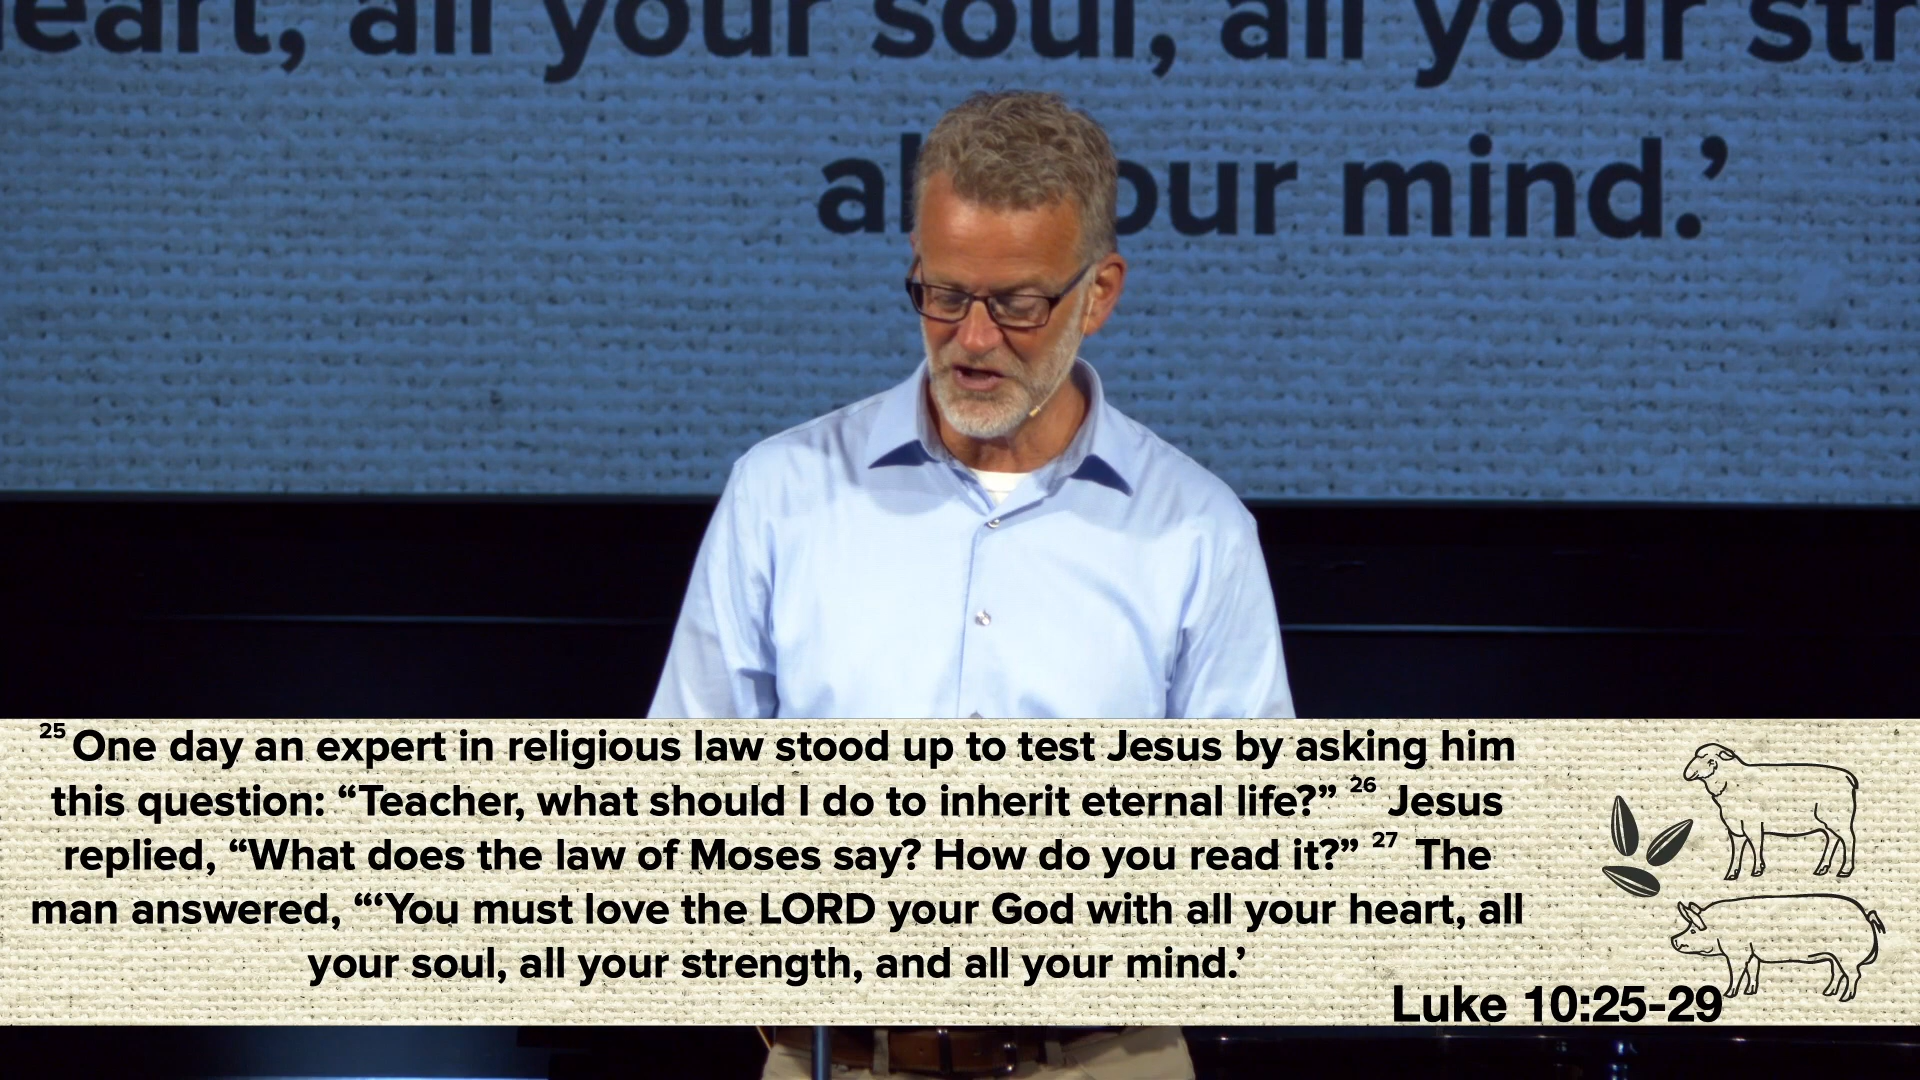 eart, all your soul, all your str
al our mind.’
25 One day an expert in religious law stood up to test Jesus by asking him
this question: “Teacher, what should I do to inherit eternal life?” 26 Jesus
replied, “What does the law of Moses say? How do you read it?” 27 The
man answered, “‘You must love the LORD your God with all your heart, all
your soul, all your strength, and all your mind.’
Luke 10:25-29